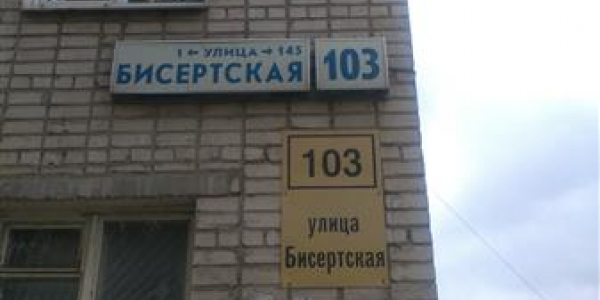 1 ← УЛИЦА → 145
БИСЕРТСКАЯ 103
103
улица
Бисертская